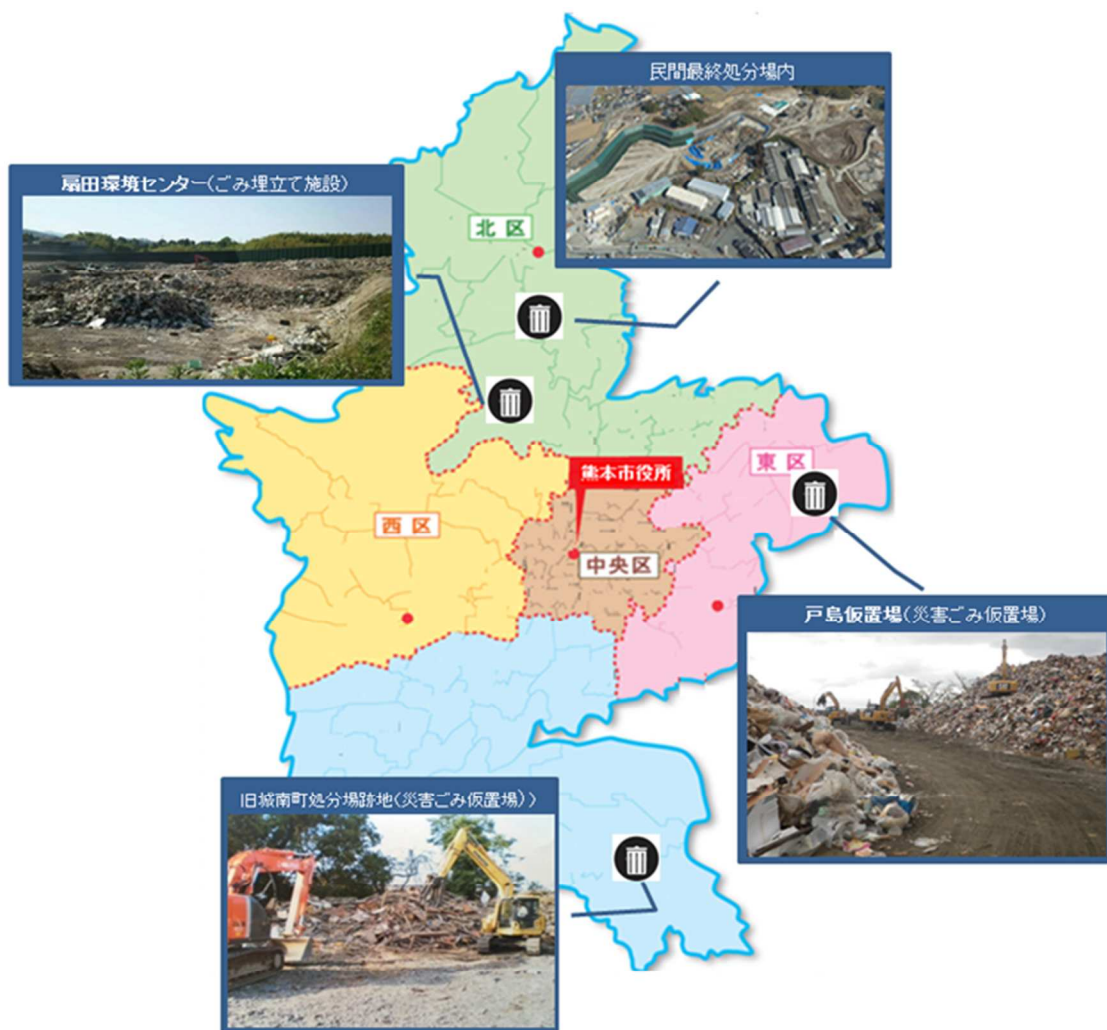 民間最終処分場内
扇田環境センター(ごみ埋立て施設)
北区
熊本市役所
東区
西区
中央区
戸島仮置場(災害ごみ仮置場)
旧城南町処分場跡地(災害ごみ仮置場))